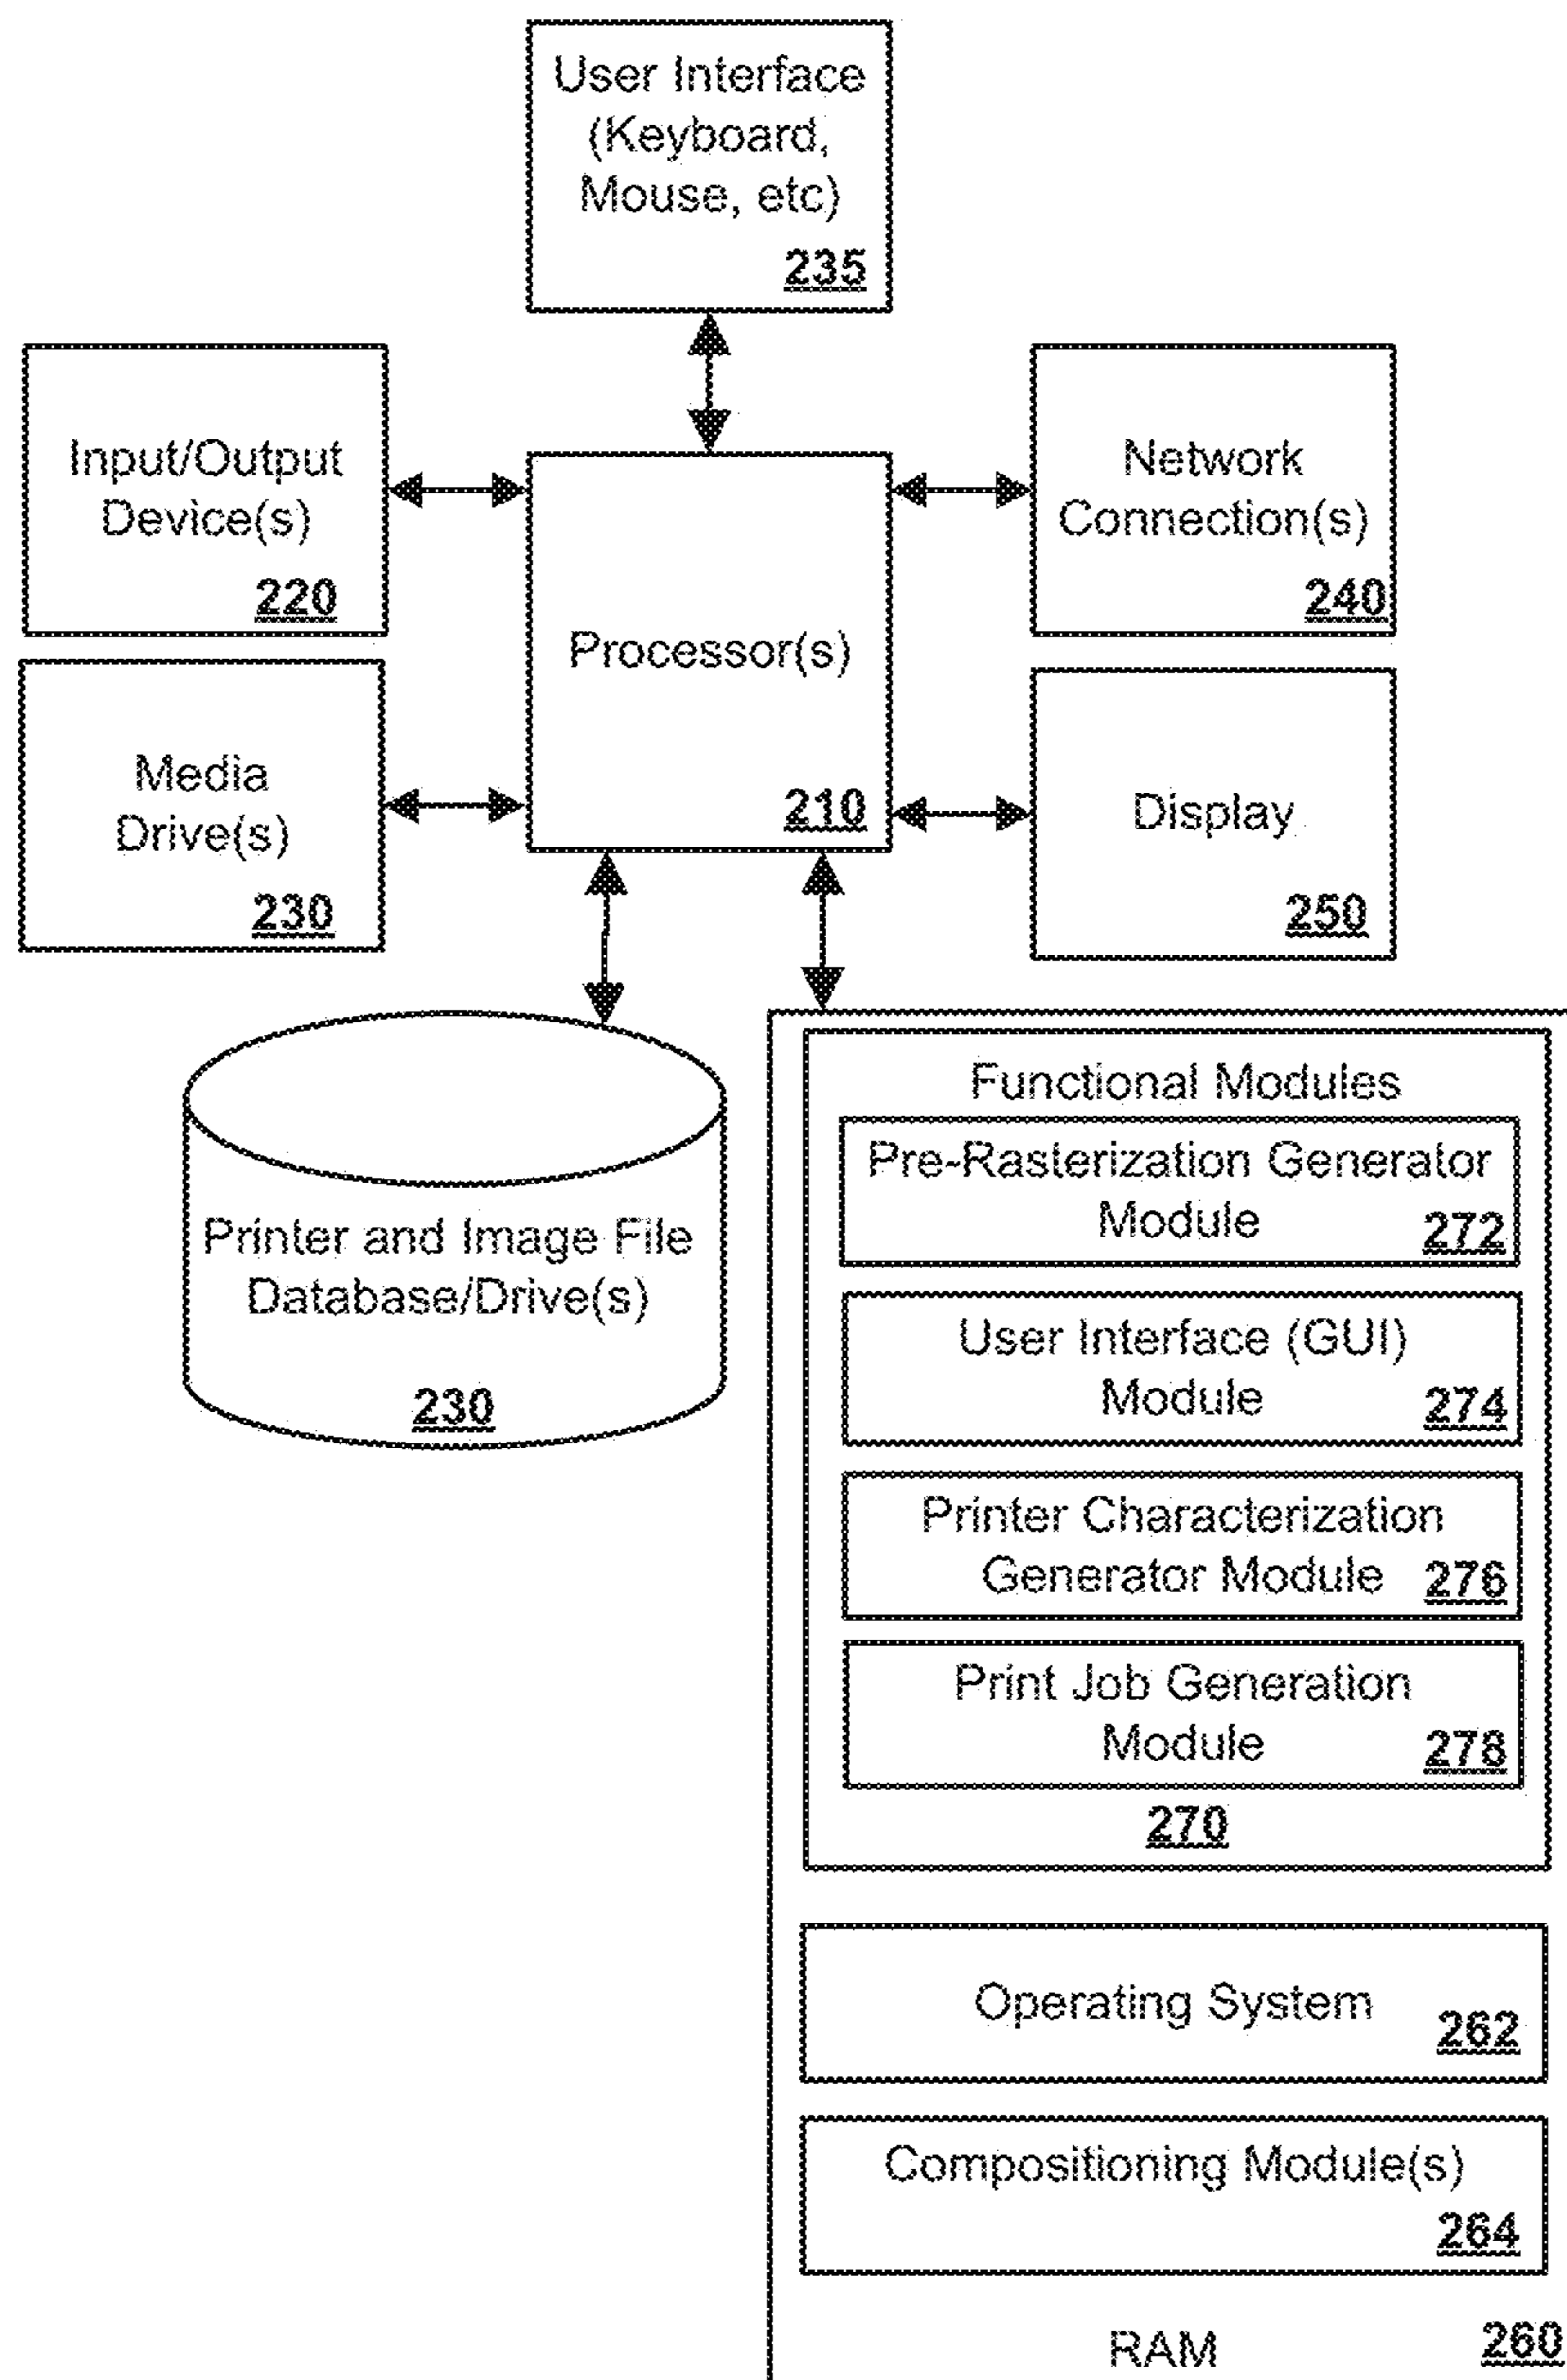 User Interface
(Keyboard,
Mouse, etc)
235
Input/Output
Device(s)
220
Network
Connection(s)
240
Processor(s)
210
Media
Drive(s)
230
Display
250
Printer and Image File
Database/Drive(s)
230
Functional Modules
Pre-Rasterization Generator
Module 272
User Interface (GUI)
Module 274
Printer Characterization
Generator Module 276
Print Job Generation
Module 278
270
Operating System
262
Compositioning Module(s)
264
RAM 260